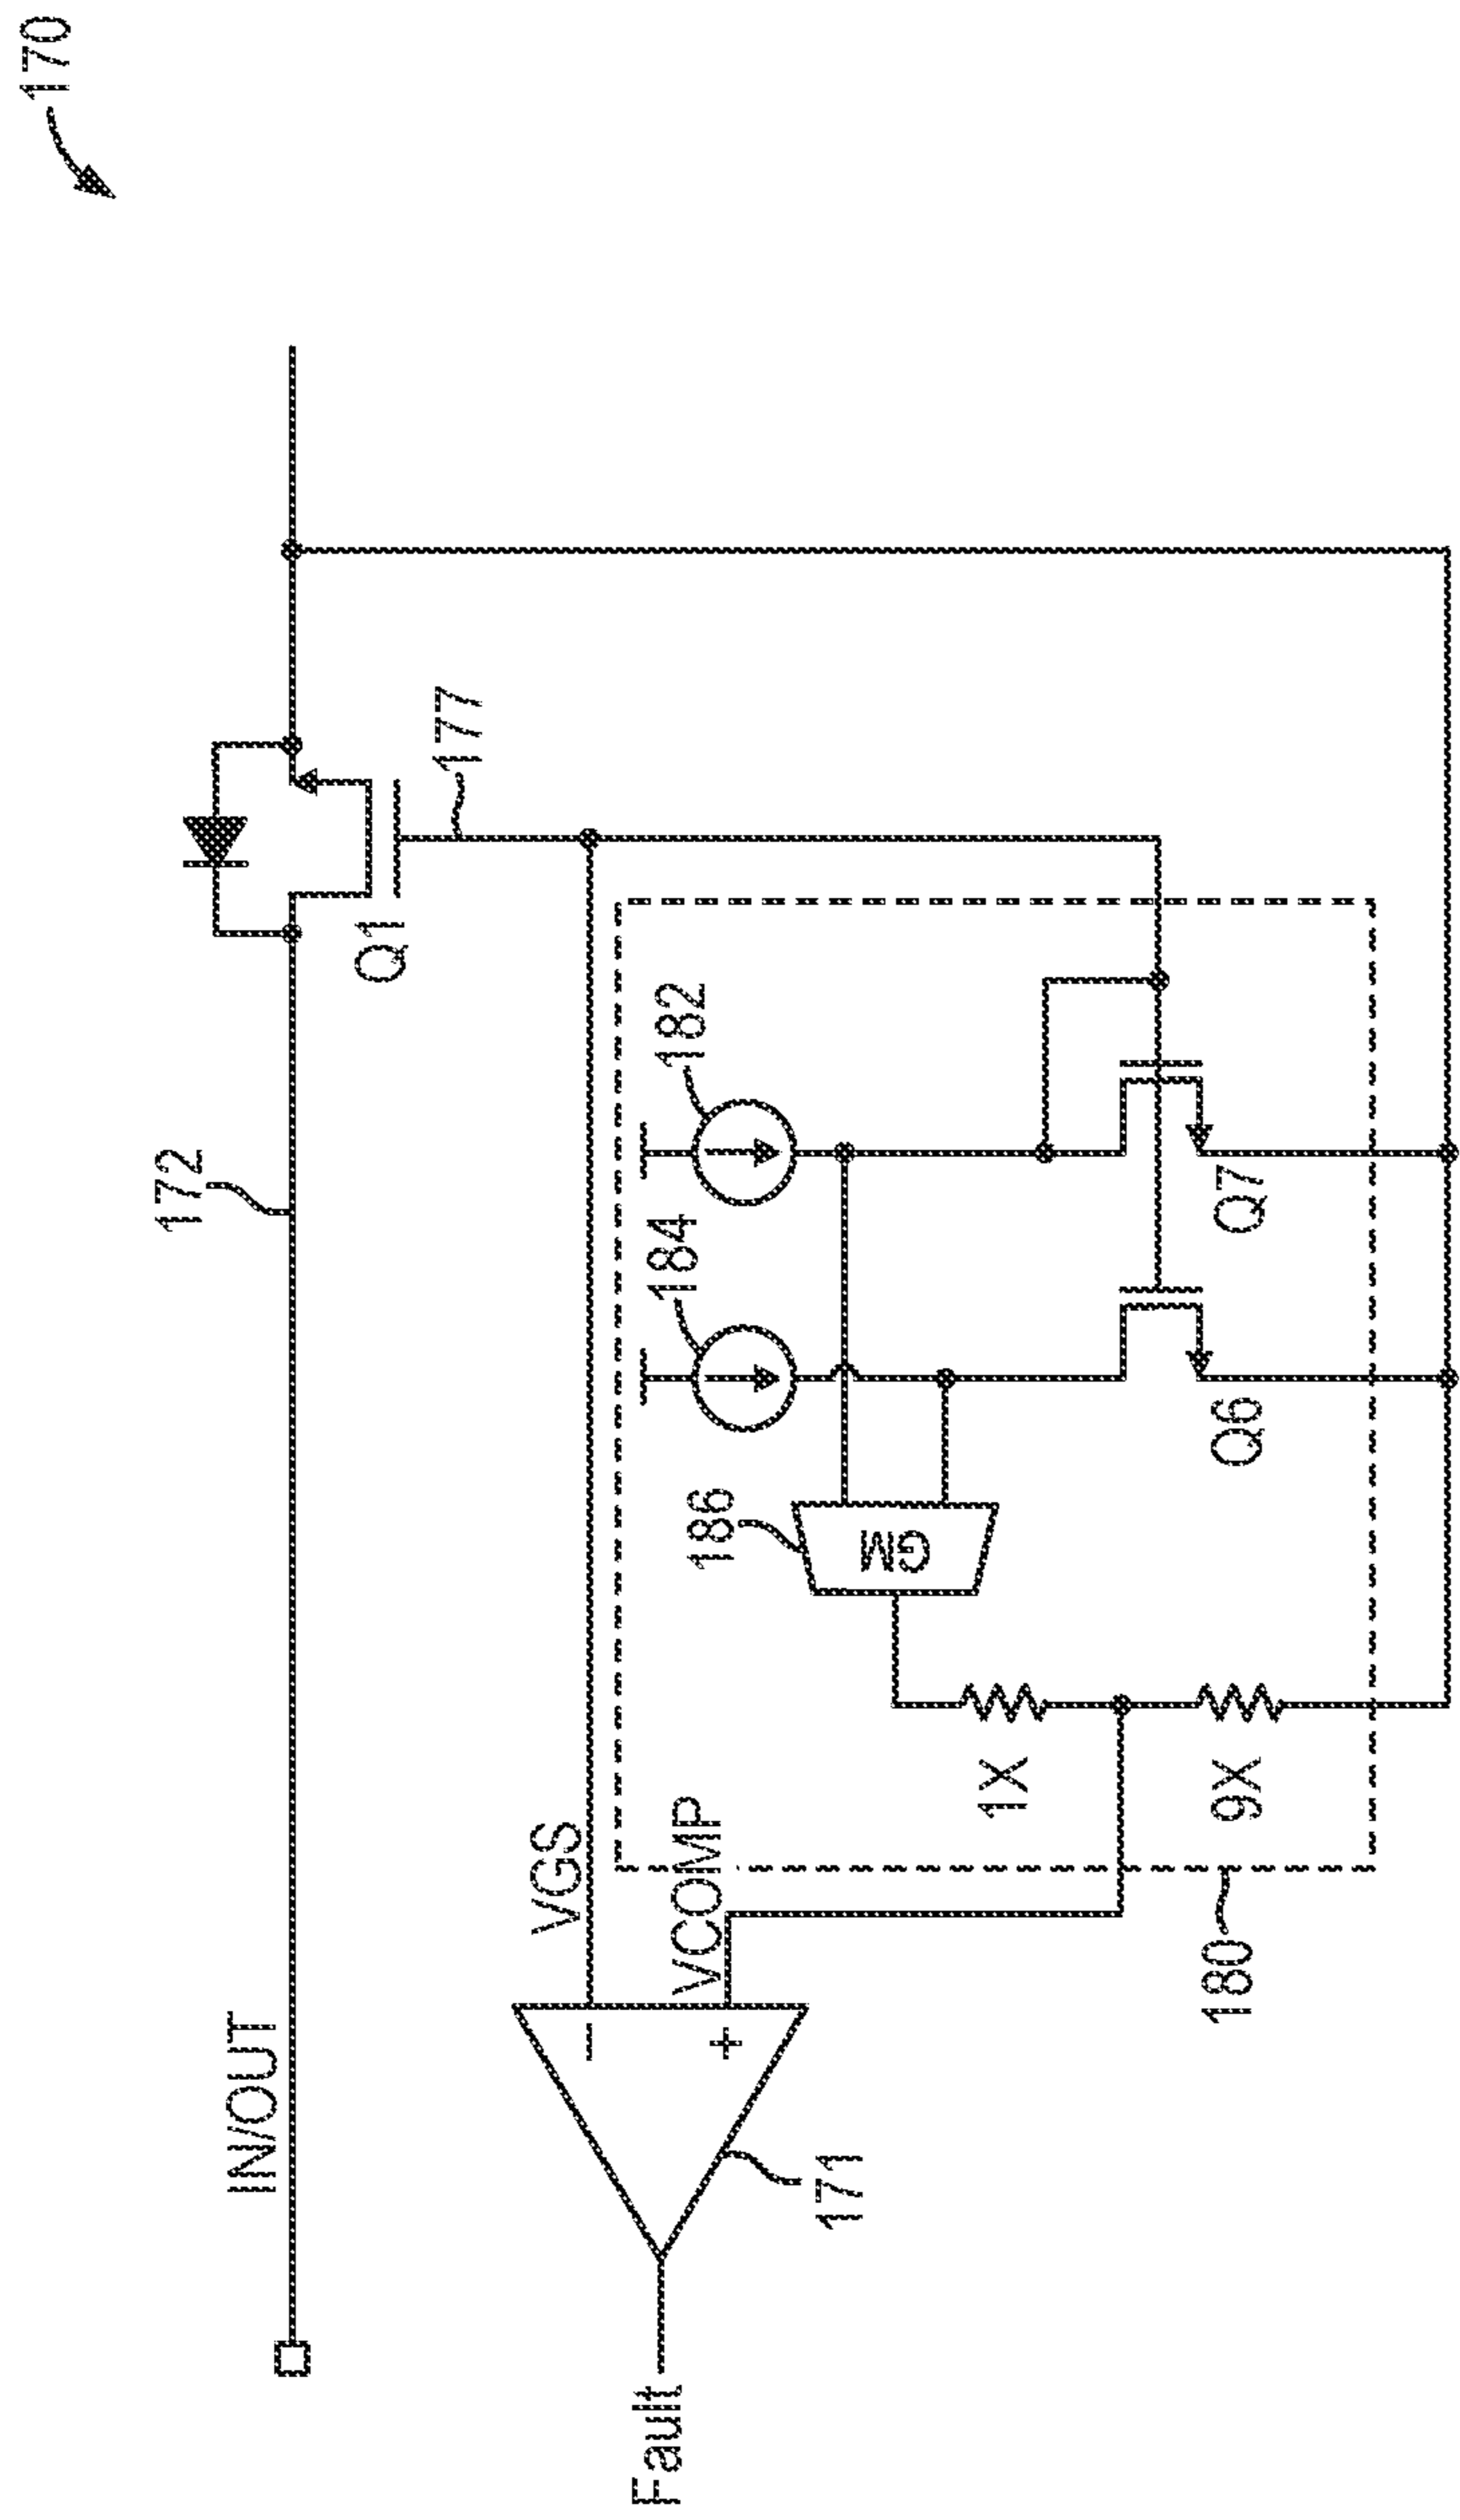 170
IN/OUT
172
Q1
177
VGS
VCOMP
184
182
186
GM
171
Fault
1X
9X
Q6
Q7
180
-
+